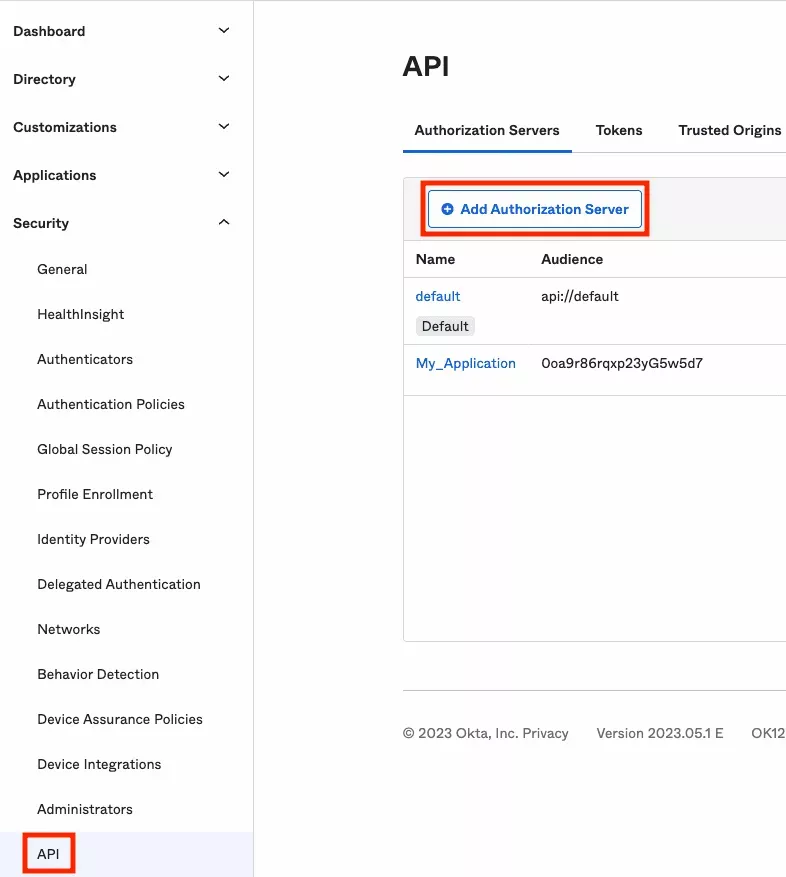 Dashboard
Directory
Customizations
Applications
Security
General
HealthInsight
Authenticators
Authentication Policies
Global Session Policy
Profile Enrollment
Identity Providers
Delegated Authentication
Networks
Behavior Detection
Device Assurance Policies
Device Integrations
Administrators
API
API
Authorization Servers Tokens Trusted Origins
Add Authorization Server
Name Audience
default api://default
Default
My_Application 0oa9r86rqxp23yG5w5d7
© 2023 Okta, Inc. Privacy Version 2023.05.1 E OK12